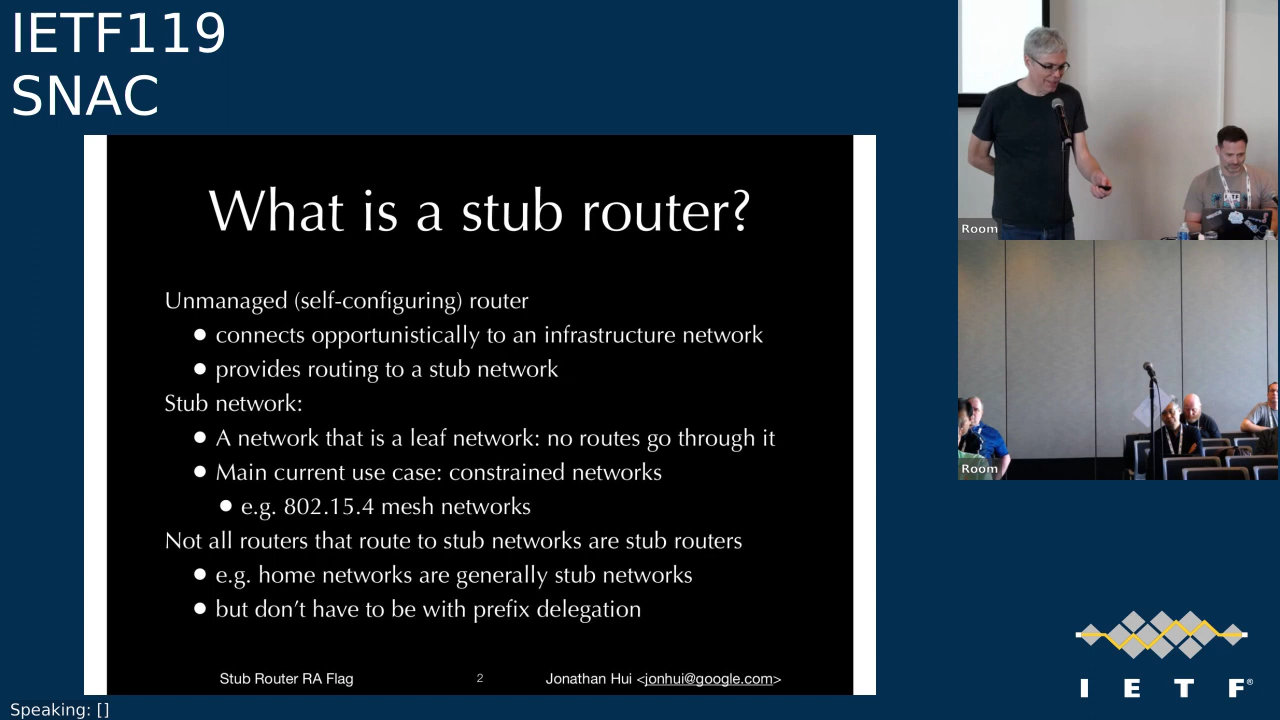 IETF119
SNAC
What is a stub router?
Unmanaged (self-configuring) router
● connects opportunistically to an infrastructure network
● provides routing to a stub network
Stub network:
● A network that is a leaf network: no routes go through it
● Main current use case: constrained networks
● e.g. 802.15.4 mesh networks
Not all routers that route to stub networks are stub routers
● e.g. home networks are generally stub networks
● but don’t have to be with prefix delegation
Stub Router RA Flag
2
Jonathan Hui <jonhui@google.com>
Room
Room
I E T F®
Speaking: []